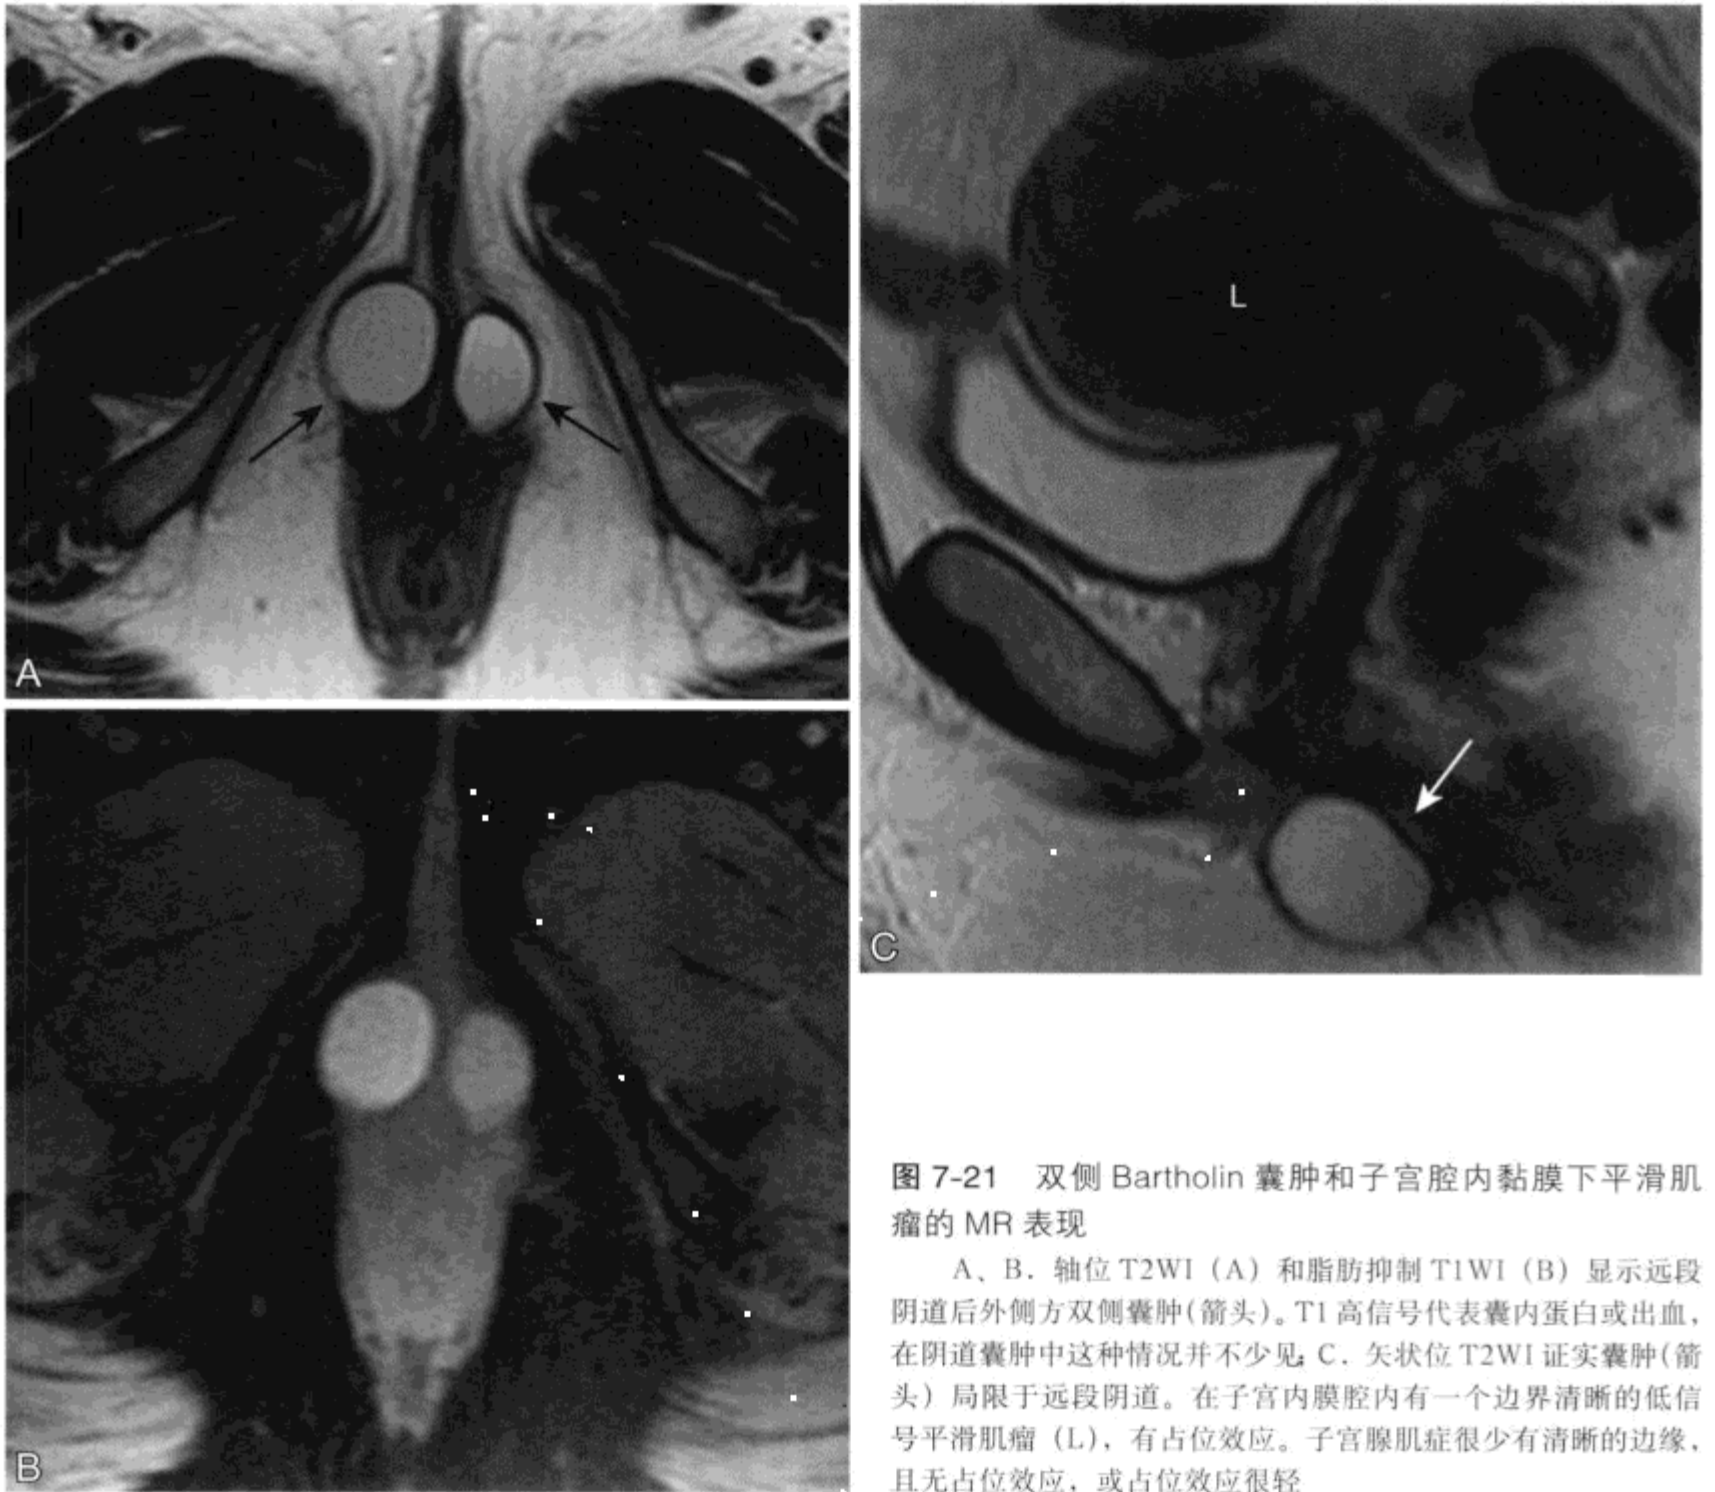 A
L
C
B
图 7-21 双侧 Bartholin 囊肿和子宫腔内黏膜下平滑肌
瘤的 MR 表现
A、B. 轴位 T2WI（A）和脂肪抑制 T1WI（B）显示远段
阴道后外侧方双侧囊肿(箭头)。T1 高信号代表囊内蛋白或出血，
在阴道囊肿中这种情况并不少见; C. 矢状位 T2WI 证实囊肿(箭
头）局限于远段阴道。在子宫内膜腔内有一个边界清晰的低信
号平滑肌瘤（L），有占位效应。子宫腺肌症很少有清晰的边缘，
且无占位效应，或占位效应很轻